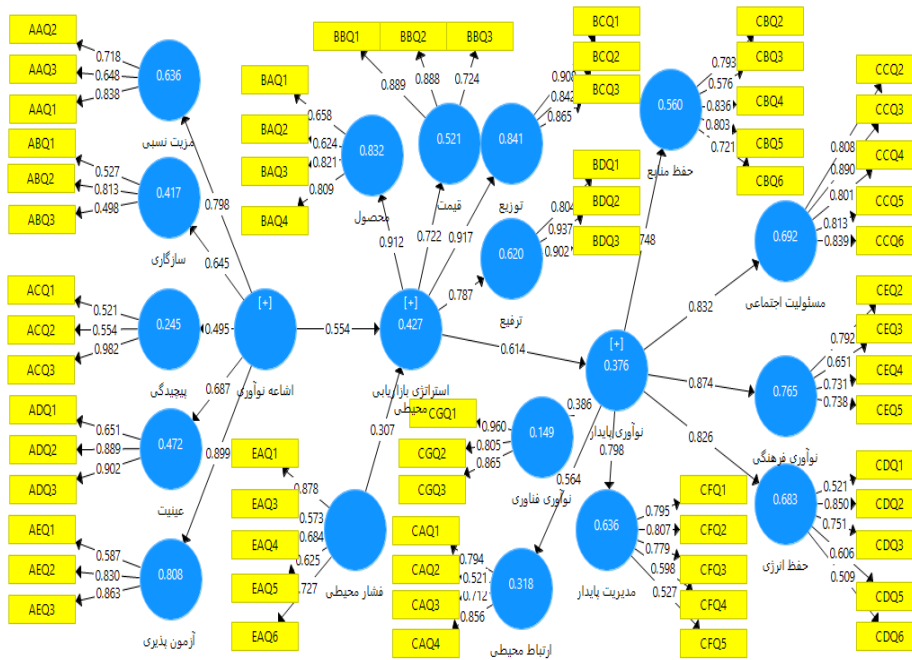 AAQ2
AAQ3
AAQ1
0.718
0.648
0.838
0.636
مزیت نسبی
ABQ1
ABQ2
ABQ3
0.527
0.813
0.498
0.417
سازگاری
ACQ1
ACQ2
ACQ3
0.521
0.554
0.982
0.245
پیچیدگی
ADQ1
ADQ2
ADQ3
0.651
0.889
0.902
0.472
عینیت
AEQ1
AEQ2
AEQ3
0.587
0.830
0.863
0.808
آزمون پذیری
0.798
0.645
0.495
0.687
0.899
[+]
اشاعه نوآوری
0.554
BAQ1
BAQ2
BAQ3
BAQ4
0.658
0.624
0.821
0.809
0.832
محصول
BBQ1
BBQ2
BBQ3
0.889
0.888
0.724
0.521
قیمت
BCQ1
BCQ2
BCQ3
0.842
0.865
0.841
توزیع
BDQ1
BDQ2
BDQ3
0.804
0.937
0.902
0.620
ترفیع
0.912
0.722
0.917
0.787
[+]
0.427
استراتژی بازاریابی
محیطی
0.307
0.614
EAQ1
EAQ3
EAQ4
EAQ5
EAQ6
0.878
0.573
0.684
0.625
0.727
فشار محیطی
[+]
0.376
نوآوری پایدار
748
0.832
0.874
0.826
0.386
0.564
0.798
CBQ2
CBQ3
CBQ4
CBQ5
CBQ6
0.793
0.576
0.836
0.803
0.721
0.560
حفظ منابع
CCQ2
CCQ3
CCQ4
CCQ5
CCQ6
0.808
0.890
0.801
0.813
0.839
0.692
مسئولیت اجتماعی
CEQ2
CEQ3
CEQ4
CEQ5
0.792
0.651
0.731
0.738
0.765
نوآوری فرهنگی
CDQ1
CDQ2
CDQ3
CDQ5
CDQ6
0.521
0.850
0.751
0.606
0.509
0.683
حفظ انرژی
CGQ1
CGQ2
CGQ3
0.960
0.805
0.865
0.149
نوآوری فناوری
CAQ1
CAQ2
CAQ3
CAQ4
0.794
0.521
0.712
0.856
0.318
ارتباط محیطی
CFQ1
CFQ2
CFQ3
CFQ4
CFQ5
0.795
0.807
0.779
0.598
0.527
0.636
مدیریت پایدار